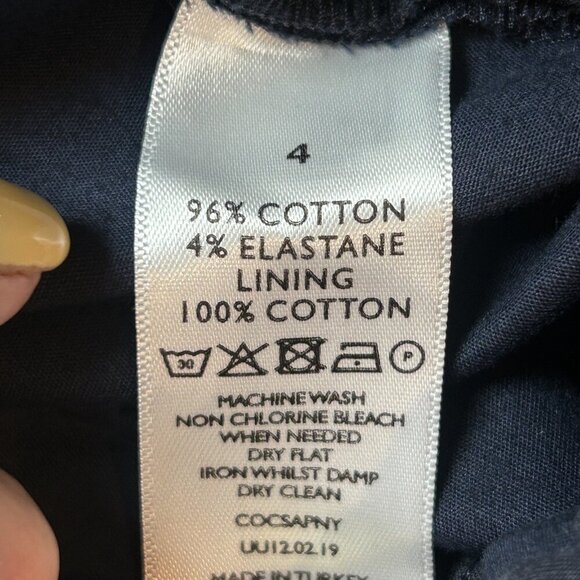 4
96% COTTON
4% ELASTANE
LINING
100% COTTON
30 P
MACHINE WASH
NON CHLORINE BLEACH
WHEN NEEDED
DRY FLAT
IRON WHILST DAMP
DRY CLEAN
COCSAPNY
UU12.02.19
MADE IN TURKEY